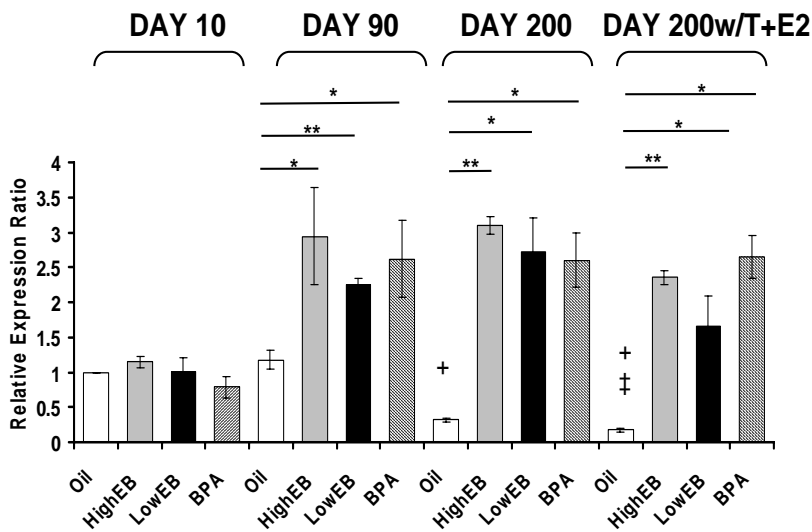 DAY 10 DAY 90 DAY 200 DAY 200w/T+E2
* * *
** * *
* ** **
4
3.5
3
2.5
2
1.5
1
0.5
0
Relative Expression Ratio
+ +
‡
Oil HighEB LowEB BPA Oil HighEB LowEB BPA Oil HighEB LowEB BPA Oil HighEB LowEB BPA